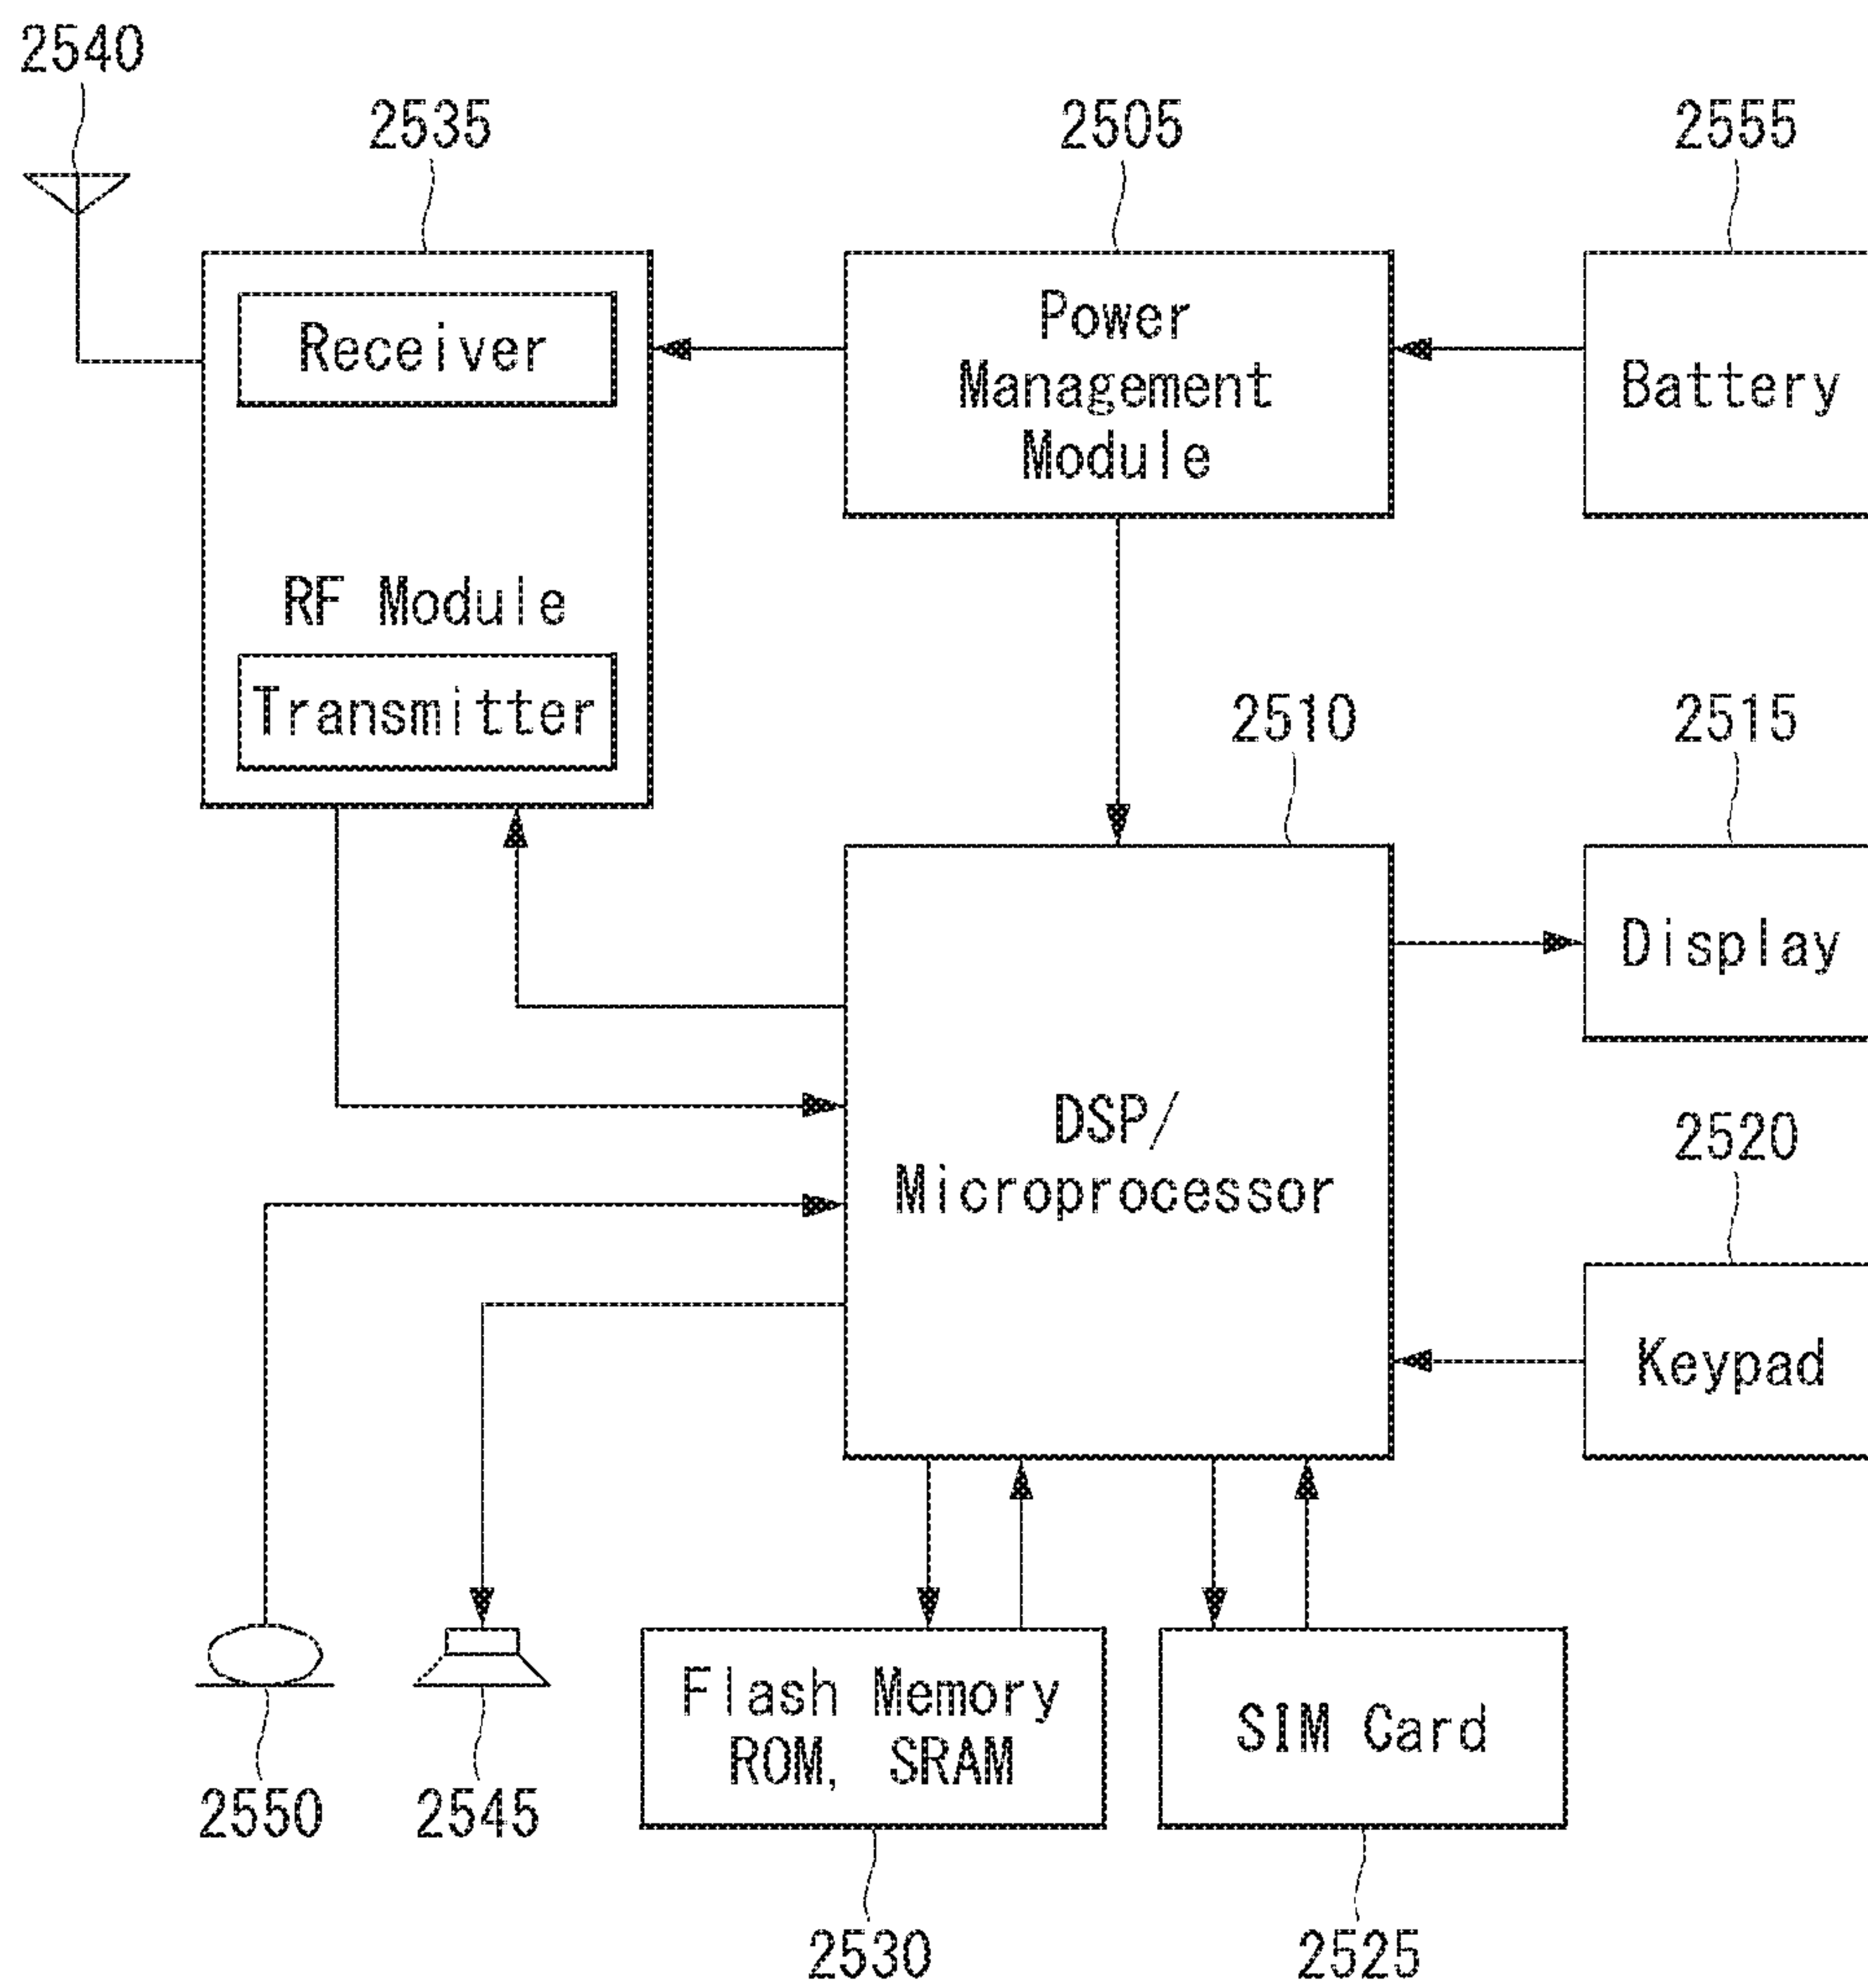 2540
2535
2505
2555
Receiver
Power
Management
Module
Battery
RF Module
Transmitter
2510
2515
Display
DSP/
Microprocessor
2520
Keypad
Flash Memory
ROM, SRAM
SIM Card
2550
2545
2530
2525